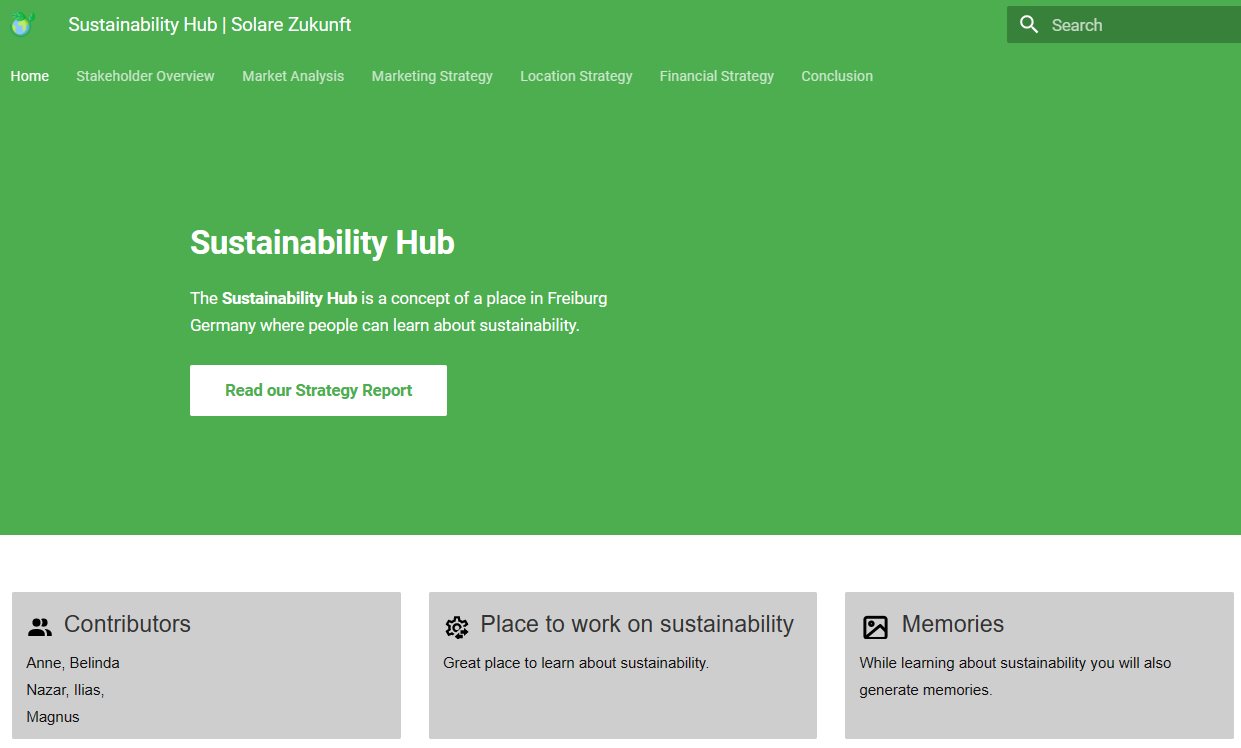 Sustainability Hub | Solare Zukunft
Search
Home Stakeholder Overview Market Analysis Marketing Strategy Location Strategy Financial Strategy Conclusion
Sustainability Hub
The Sustainability Hub is a concept of a place in Freiburg
Germany where people can learn about sustainability.
Read our Strategy Report
Contributors
Anne, Belinda
Nazar, Ilias,
Magnus
Place to work on sustainability
Great place to learn about sustainability.
Memories
While learning about sustainability you will also
generate memories.